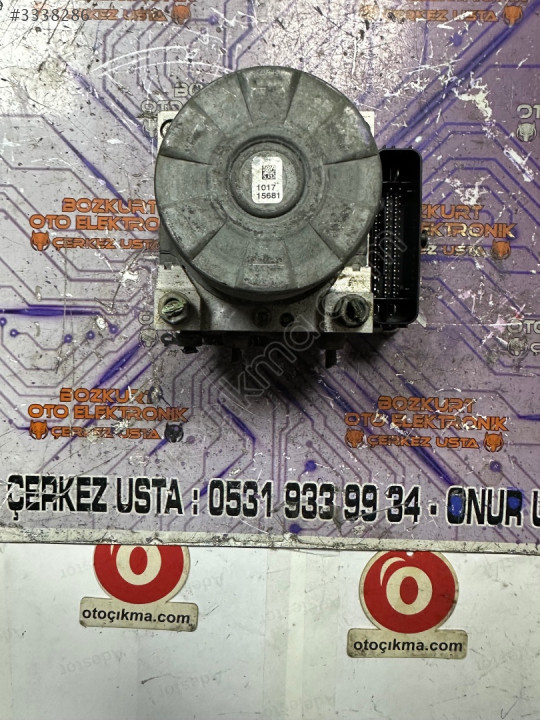 #3338286
BOZKURT
OTO ELEKTRONİK
ÇERKEZ USTA
BOZKURT
OTO ELEKTRONİK
ÇERKEZ USTA
1017
15681
BOZKURT
OTO ELEKTRONİK
ÇERKEZ USTA
BOZKURT
OTO ELEKTRONİK
ÇERKEZ USTA
ÇERKEZ USTA : 0531 933 99 34 - ONUR U
otoçıkma.com
otoçıkma.com